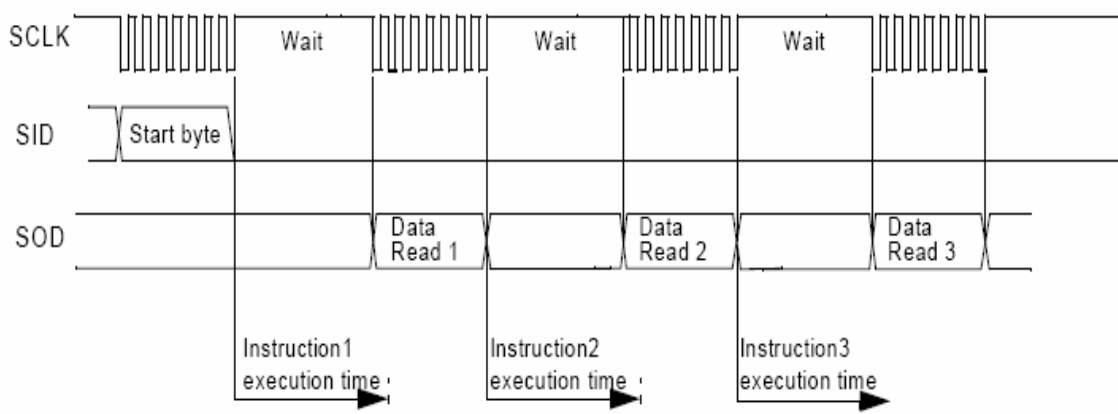 SCLK
Wait
Wait
Wait
SID
Start byte
SOD
Data
Read 1
Data
Read 2
Data
Read 3
Instruction1
execution time
Instruction2
execution time
Instruction3
execution time